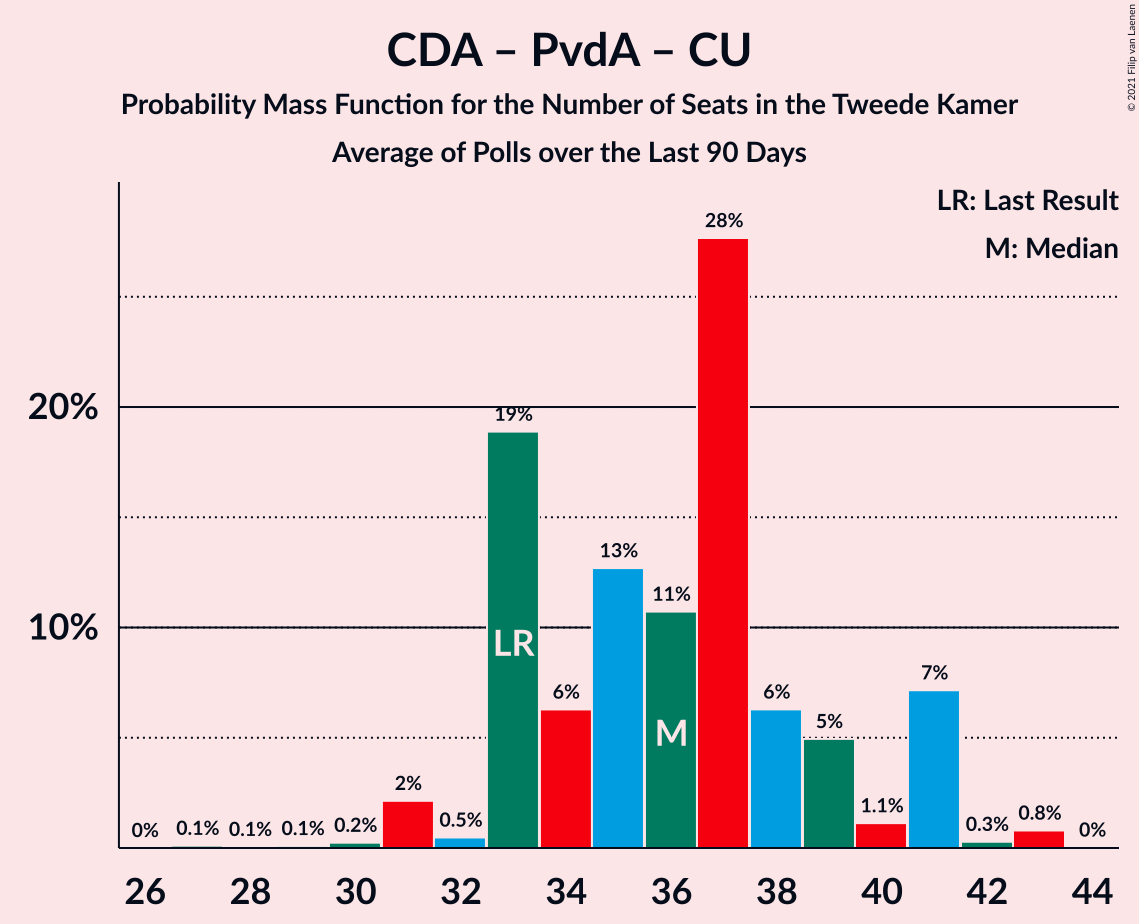 CDA – PvdA – CU
Probability Mass Function for the Number of Seats in the Tweede Kamer
Average of Polls over the Last 90 Days
© 2021 Filip van Laenen
LR: Last Result
M: Median
28%
20%
19%
13%
11%
10%
LR
6%
7%
6%
M
5%
2%
0% 0.1% 0.1% 0.1% 0.2% 0.5% 1.1% 0.3% 0.8% 0%
26 28 30 32 34 36 38 40 42 44